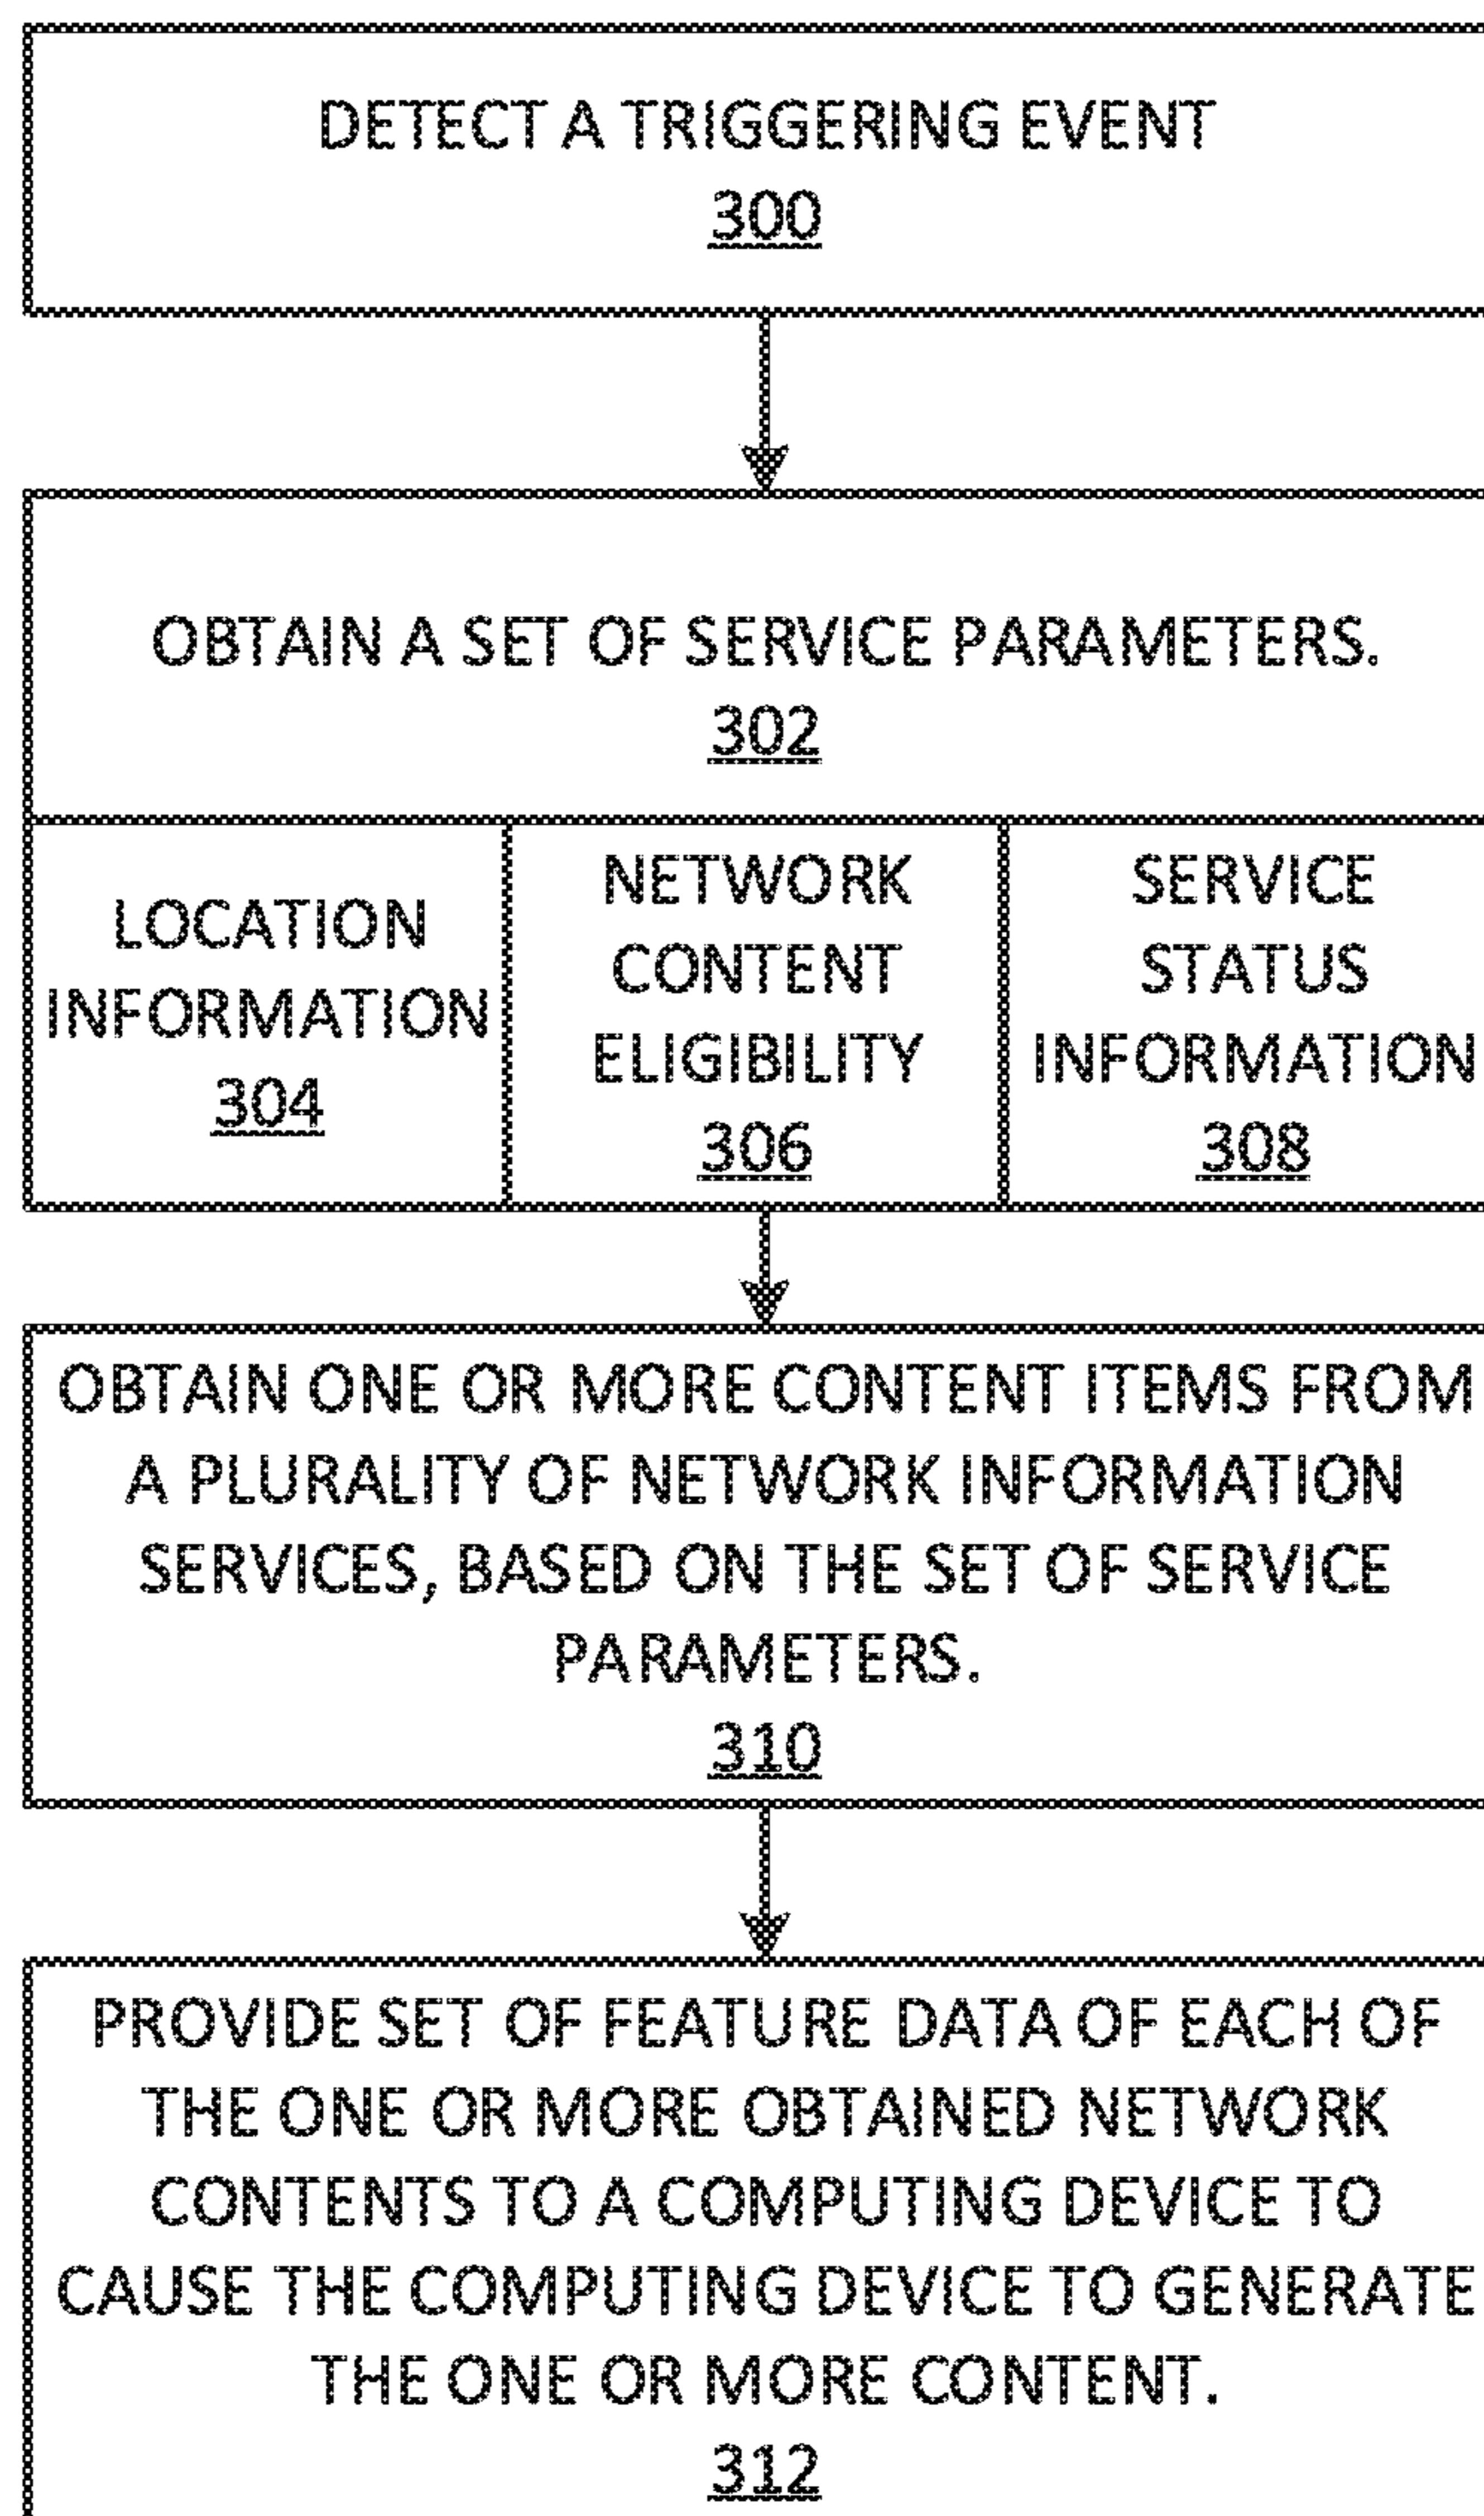 DETECT A TRIGGERING EVENT
300
OBTAIN A SET OF SERVICE PARAMETERS.
302
LOCATION
INFORMATION
304
NETWORK
CONTENT
ELIGIBILITY
306
SERVICE
STATUS
INFORMATION
308
OBTAIN ONE OR MORE CONTENT ITEMS FROM
A PLURALITY OF NETWORK INFORMATION
SERVICES, BASED ON THE SET OF SERVICE
PARAMETERS.
310
PROVIDE SET OF FEATURE DATA OF EACH OF
THE ONE OR MORE OBTAINED NETWORK
CONTENTS TO A COMPUTING DEVICE TO
CAUSE THE COMPUTING DEVICE TO GENERATE
THE ONE OR MORE CONTENT.
312